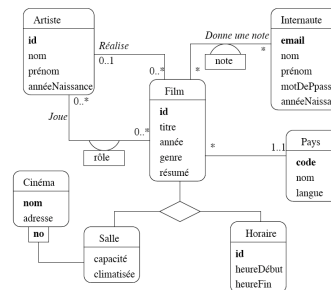 Artiste
id
nom
prénom
annéeNaissance
Réalise
0..1
0..*
Donne une note
*
*
note
Internaute
email
nom
prénom
motDePpass
annéeNaissa
Joue
0..*
0..*
rôle
Film
id
titre
année
genre
résumé
*
1..1
Pays
code
nom
langue
Cinéma
nom
adresse
no
Salle
capacité
climatisée
Horaire
id
heureDébut
heureFin